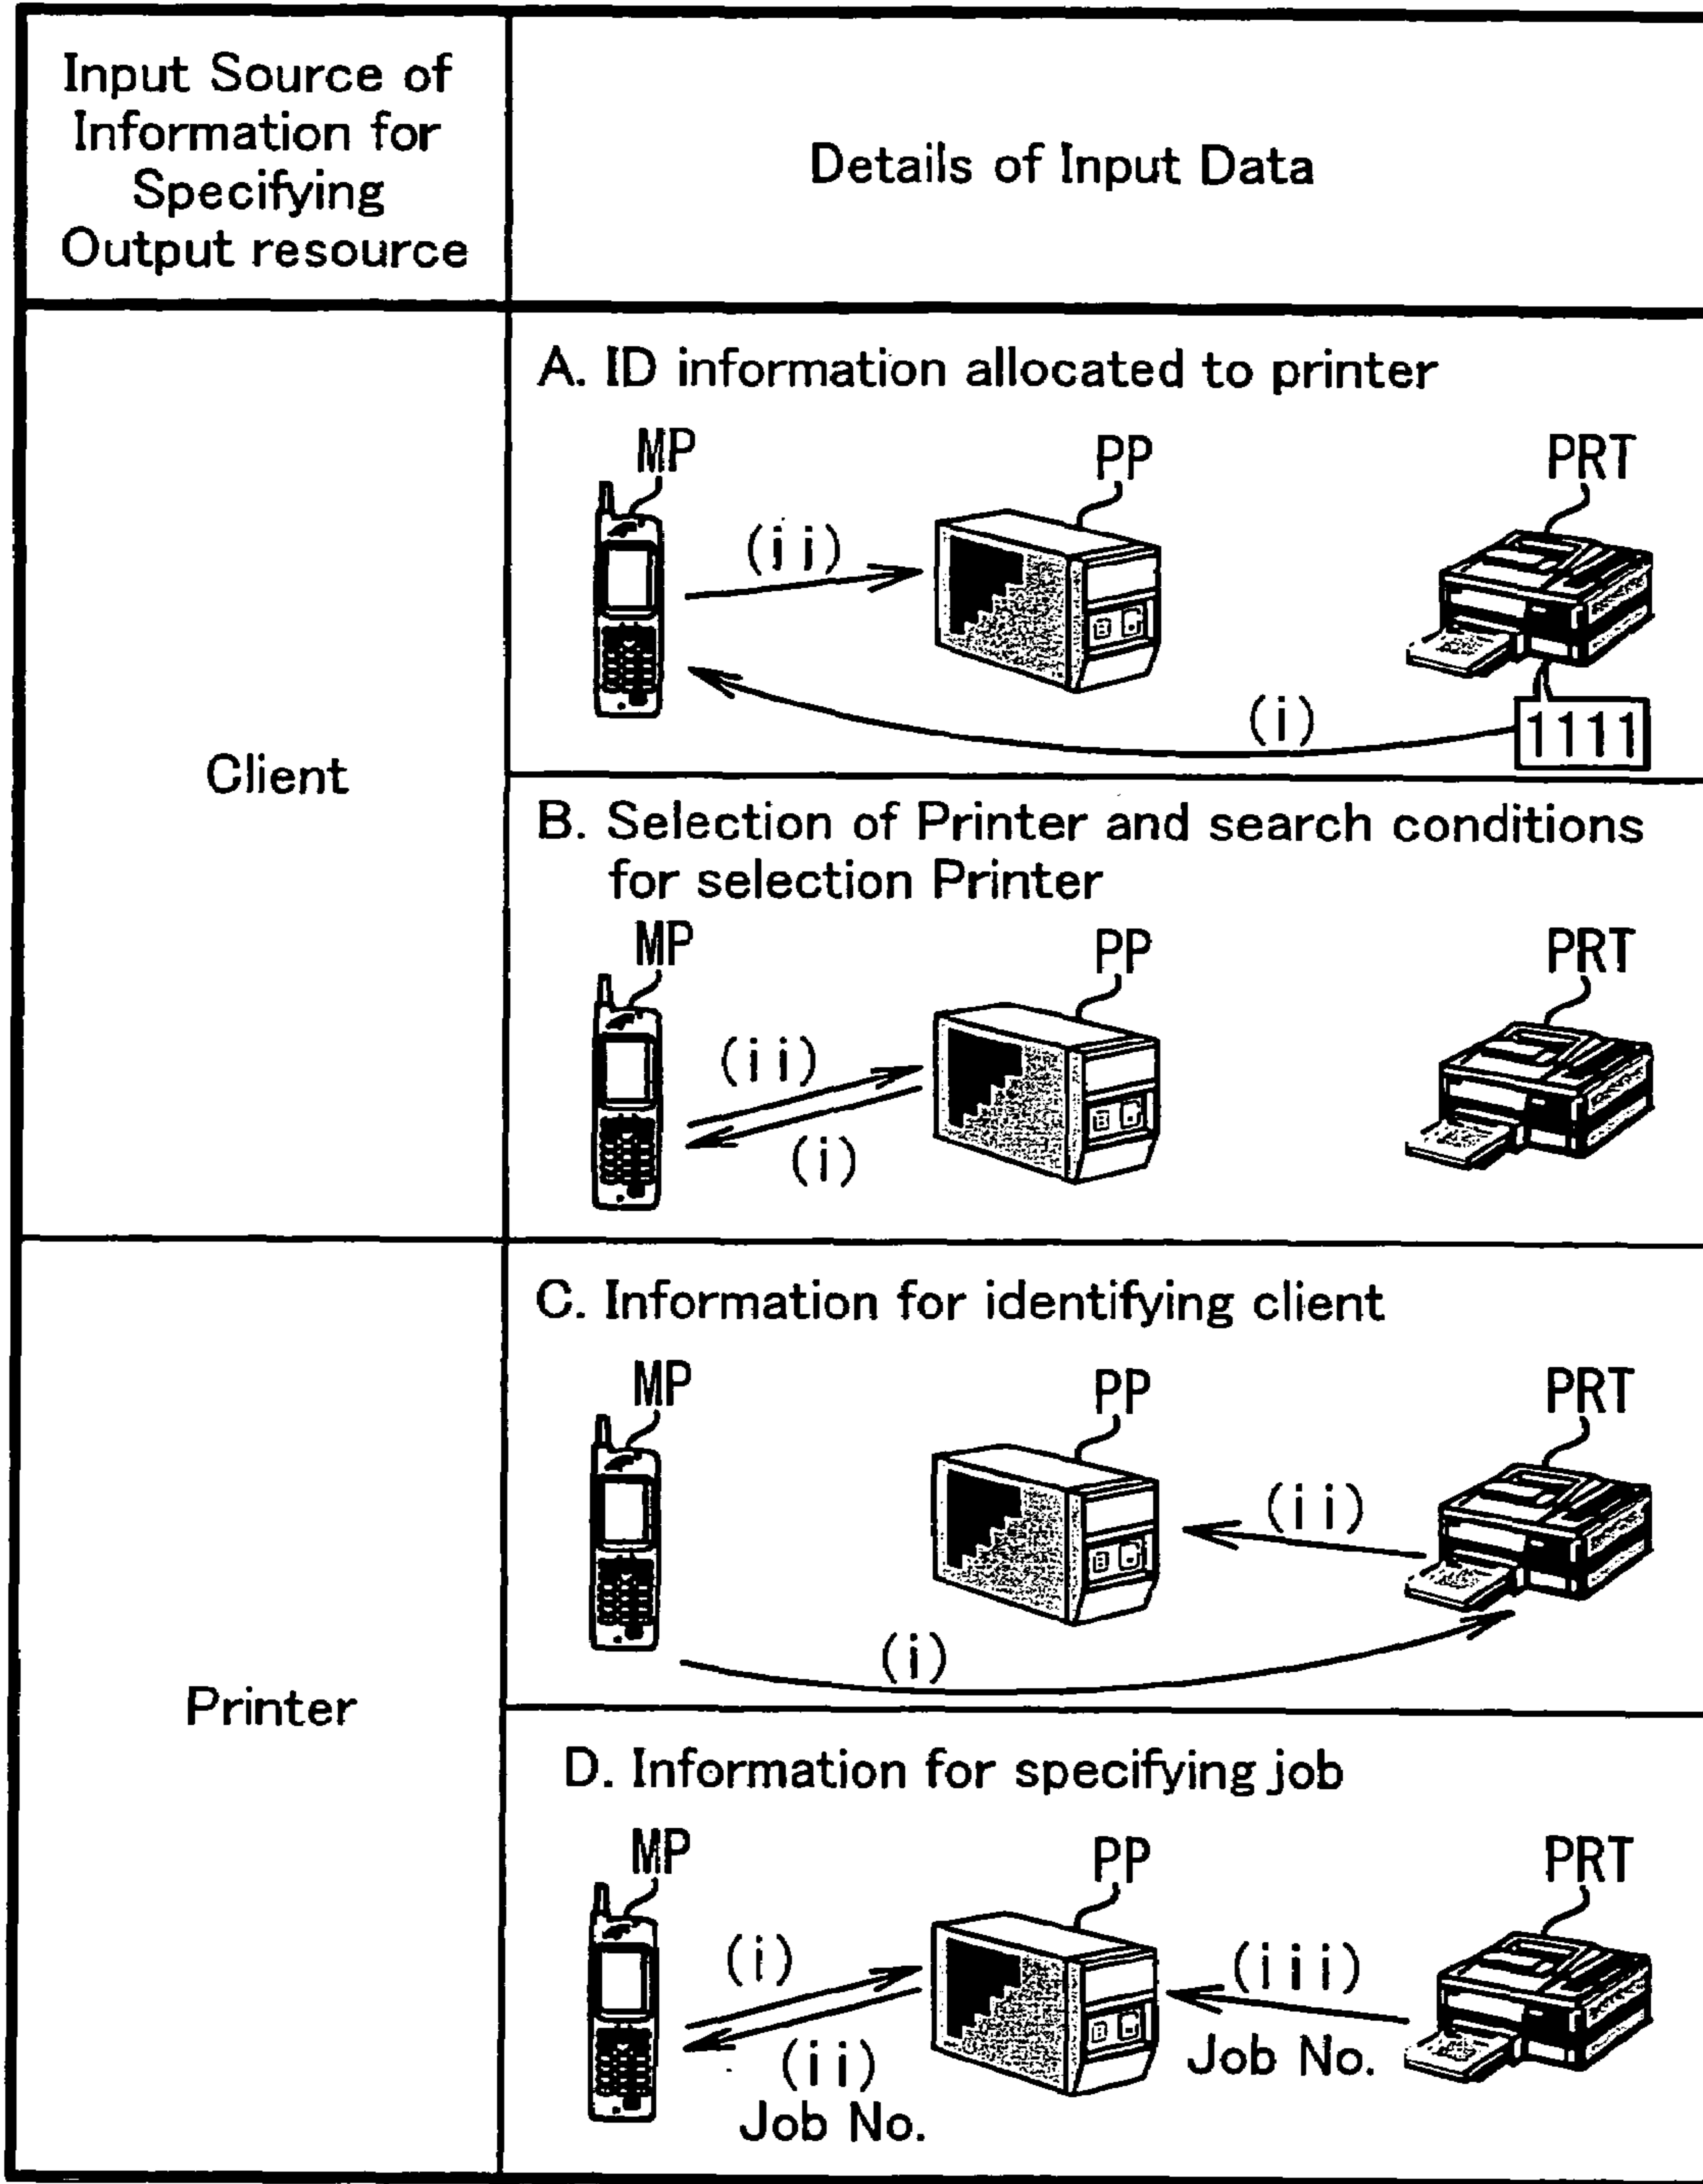 Input Source of
Information for
Specifying
Output resource
Details of Input Data
Client
A. ID information allocated to printer
MP
PP
PRT
(ii)
(i)
1111
B. Selection of Printer and search conditions
for selection Printer
MP
PP
PRT
(ii)
(i)
Printer
C. Information for identifying client
MP
PP
PRT
(ii)
(i)
D. Information for specifying job
MP
PP
PRT
(i)
(iii)
Job No.
(ii)
Job No.